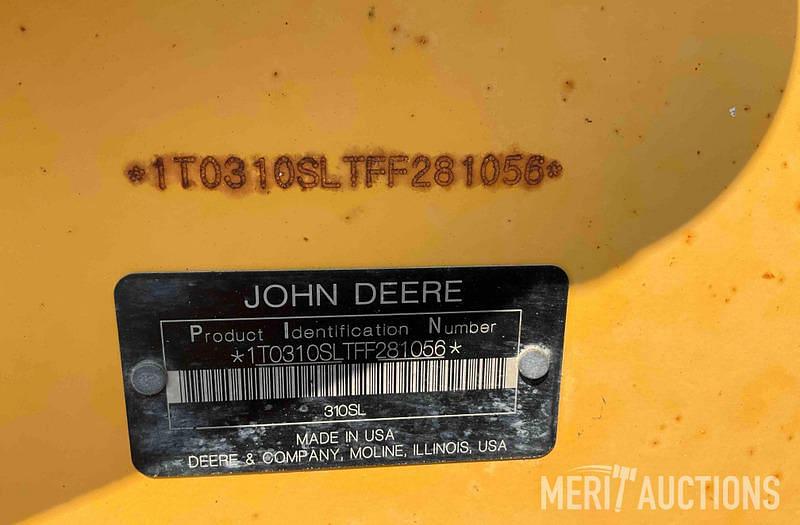 *1T0310SLTFF281056*
JOHN DEERE
Product Identification Number
*1T0310SLTFF281056*
310SL
MADE IN USA
DEERE & COMPANY, MOLINE, ILLINOIS, USA
MERIT AUCTIONS